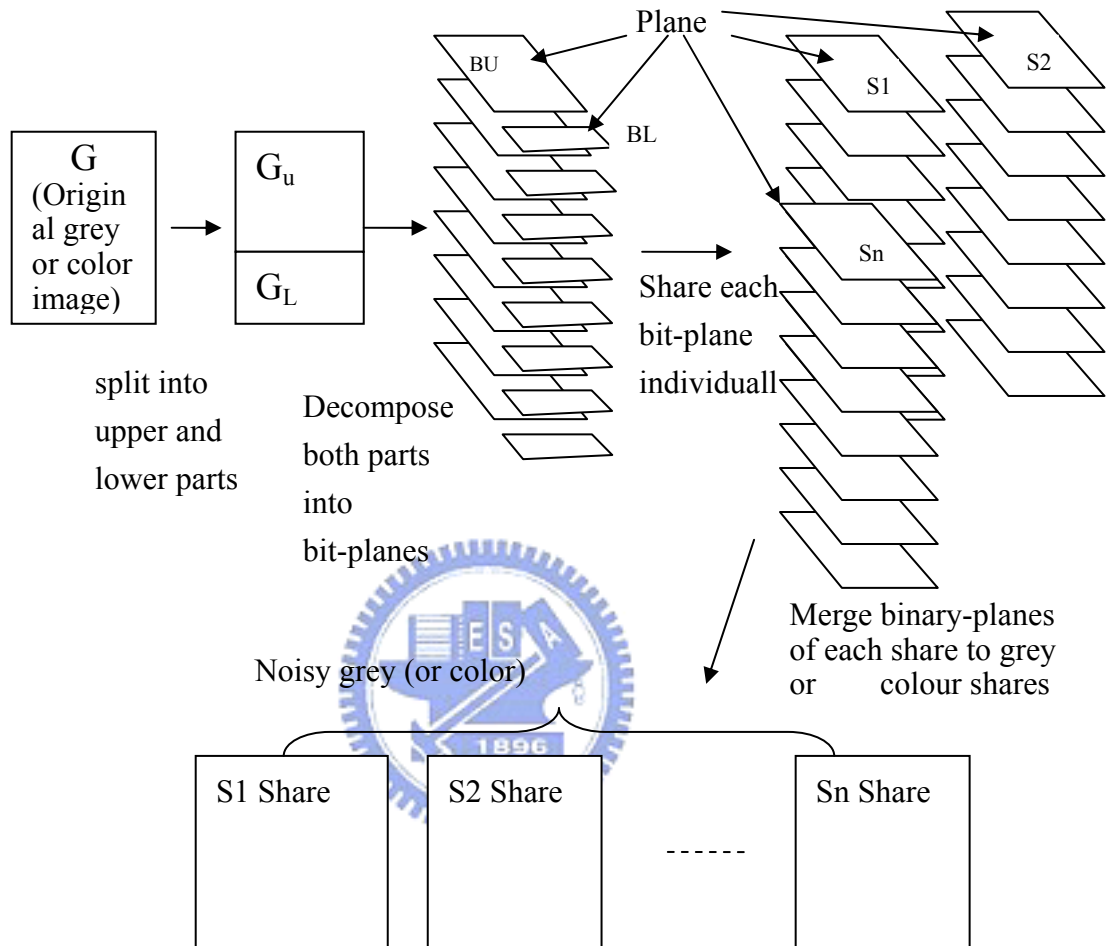 Plane
BU
S1
S2
BL
G
(Origin
al grey
or color
image)
Gu
GL
Sn
Share each
bit-plane
individuall
split into
upper and
lower parts
Decompose
both parts
into
bit-planes
Merge binary-planes
of each share to grey
or colour shares
E S A
Noisy grey (or color)
1896
S1 Share
S2 Share
Sn Share